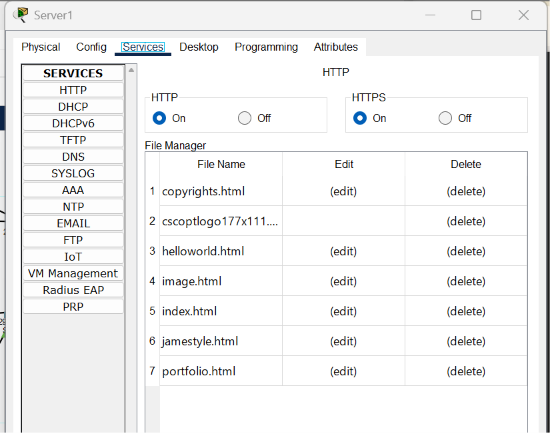 Server1
Physical Config Services Desktop Programming Attributes
SERVICES
HTTP
DHCP
DHCPv6
TFTP
DNS
SYSLOG
AAA
NTP
EMAIL
FTP
IoT
VM Management
Radius EAP
PRP
HTTP
HTTP HTTPS
On Off On Off
File Manager
File Name Edit Delete
1 copyrights.html (edit) (delete)
2 cscoptlogo177x111.... (delete)
3 helloworld.html (edit) (delete)
4 image.html (edit) (delete)
5 index.html (edit) (delete)
6 jamestyle.html (edit) (delete)
7 portfolio.html (edit) (delete)